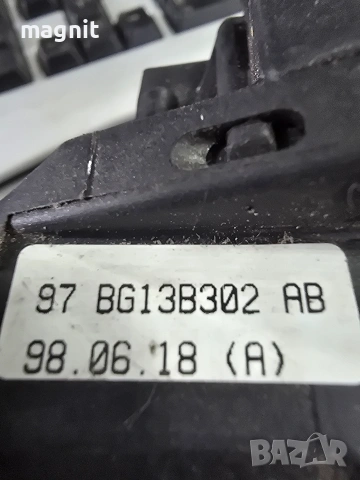 magnit
97 BG13B302 AB
98.06.18 (A)
BAZAR